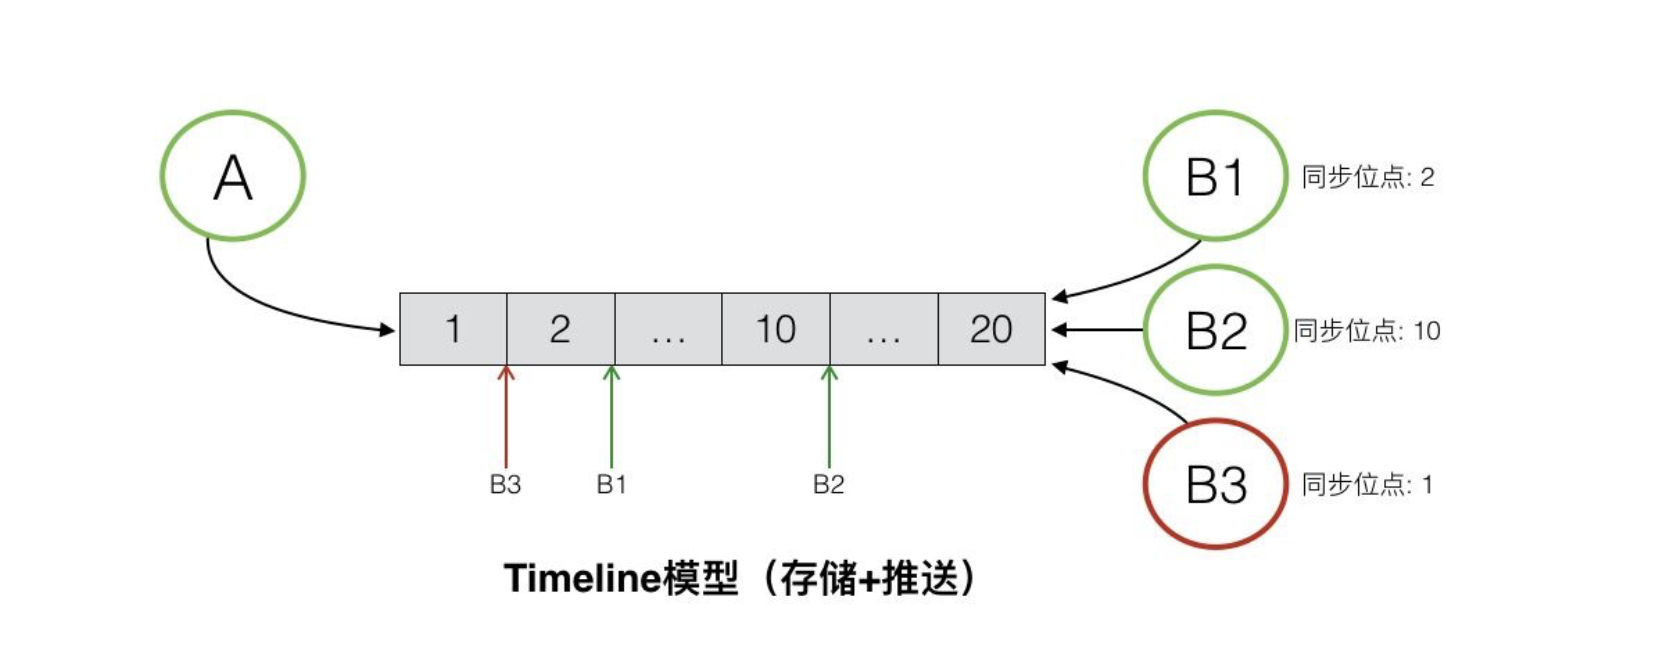 A
B1
同步位点: 2
1
2
...
10
...
20
B2
同步位点: 10
B3
B1
B2
B3
同步位点: 1
Timeline模型（存储+推送）